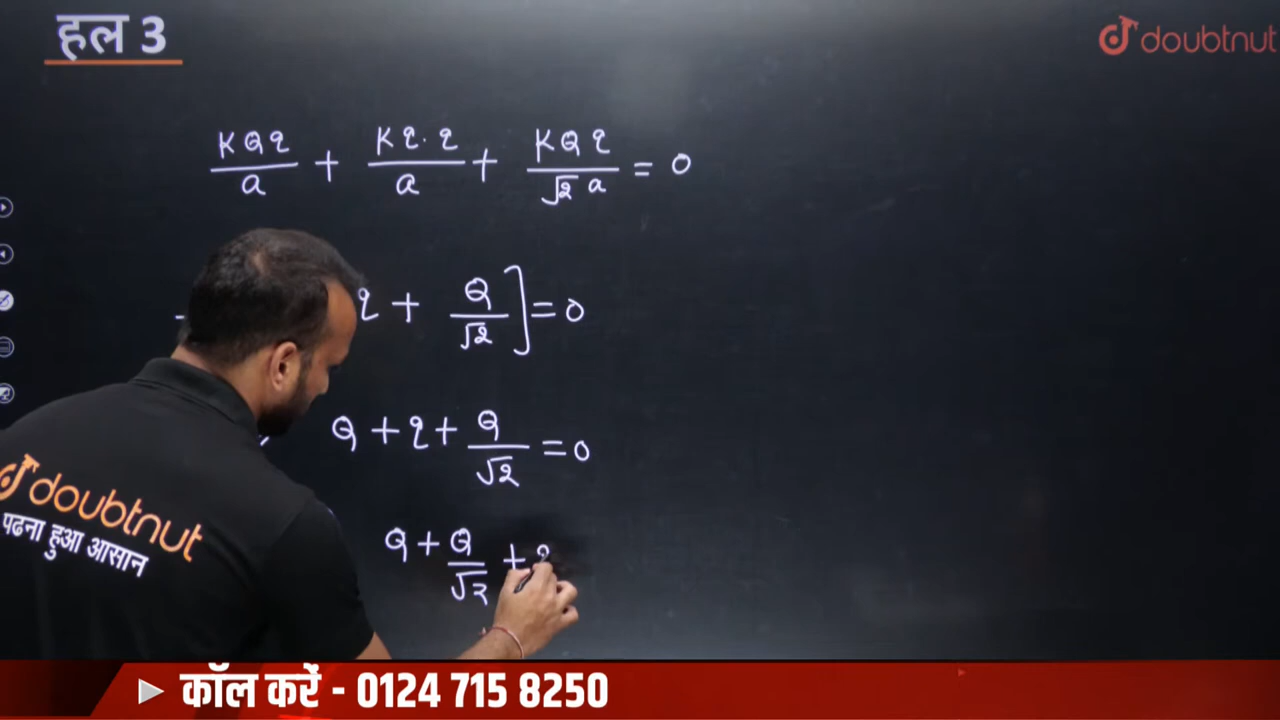 हल 3
doubtnut
KQq/a + Kq.q/a + KQq/√2 a = 0
q + Q/√2] = 0
Q + q + Q/√2 = 0
Q + Q/√2 +
doubtnut
पढना हुआ आसान
कॉल करें - 0124 715 8250